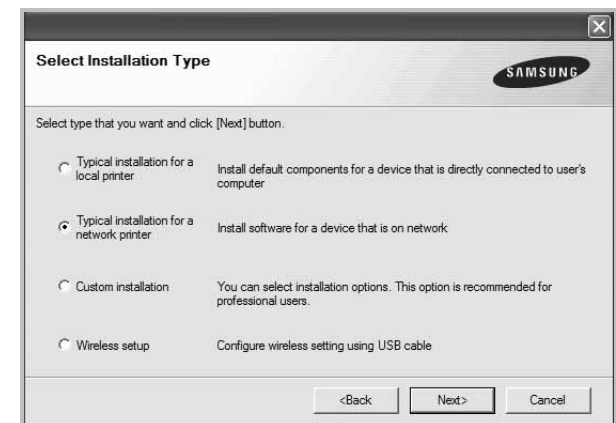 Select Installation Type
SAMSUNG
Select type that you want and click [Next] button.
Typical installation for a
local printer
Install default components for a device that is directly connected to user's
computer
Typical installation for a
network printer
Install software for a device that is on network
Custom installation
You can select installation options. This option is recommended for
professional users.
Wireless setup
Configure wireless setting using USB cable
<Back
Next>
Cancel